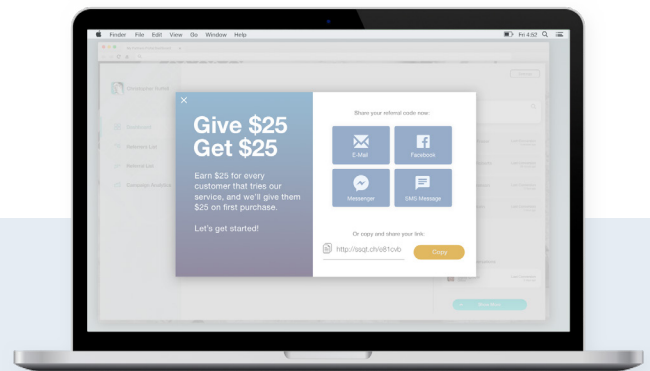 Finder File Edit View Go Window Help Fri 4:52
Give $25
Get $25
Earn $25 for every
customer that tries our
service, and we'll give them
$25 on first purchase.
Let's get started!
Share your referral code now:
E-Mail
Facebook
Messenger
SMS Message
Or copy and share your link:
http://ssqt.ch/s81cvb
Copy
Dashboard
Referral List
Campaign Analytics